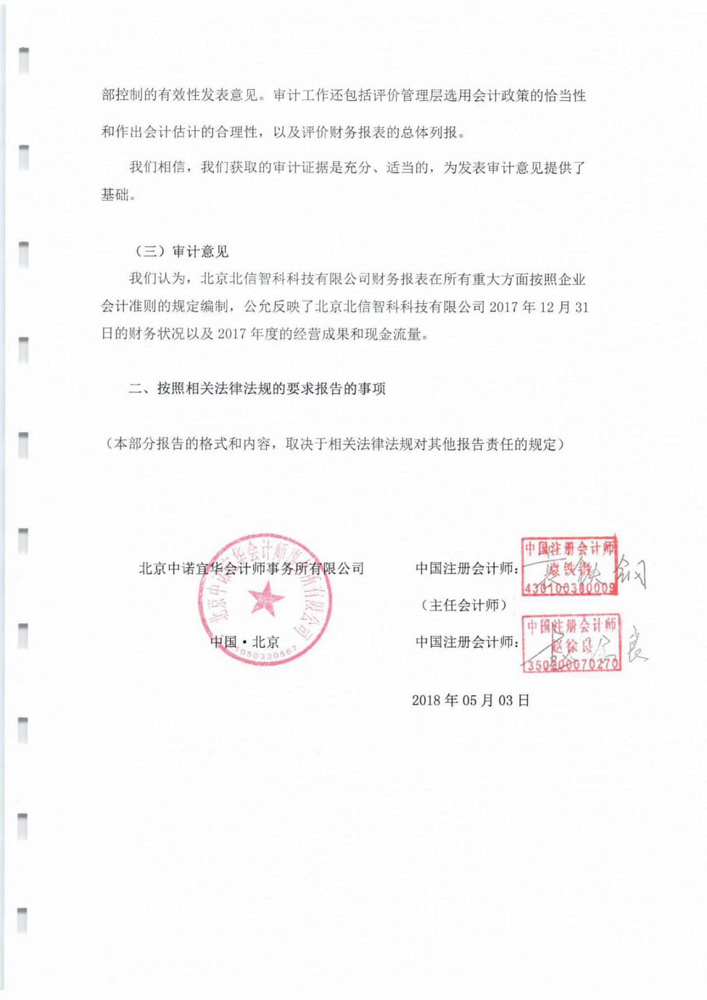 部控制的有效性发表意见。审计工作还包括评价管理层选用会计政策的恰当性
和作出会计估计的合理性，以及评价财务报表的总体列报。
我们相信，我们获取的审计证据是充分、适当的，为发表审计意见提供了
基础。
（三）审计意见
我们认为，北京北信智科科技有限公司财务报表在所有重大方面按照企业
会计准则的规定编制，公允反映了北京北信智科科技有限公司 2017 年 12 月 31
日的财务状况以及 2017 年度的经营成果和现金流量。
二、按照相关法律法规的要求报告的事项
（本部分报告的格式和内容，取决于相关法律法规对其他报告责任的规定）
北京中诺宜华会计师事务所有限公司
北京中诺宜华会计师事务所有限公司
中国·北京
中国注册会计师：
中国注册会计师
袁铁钢
430100380009
袁铁钢
（主任会计师）
中国注册会计师：
中国注册会计师
赵徐良
350200070270
赵徐良
2018 年 05 月 03 日